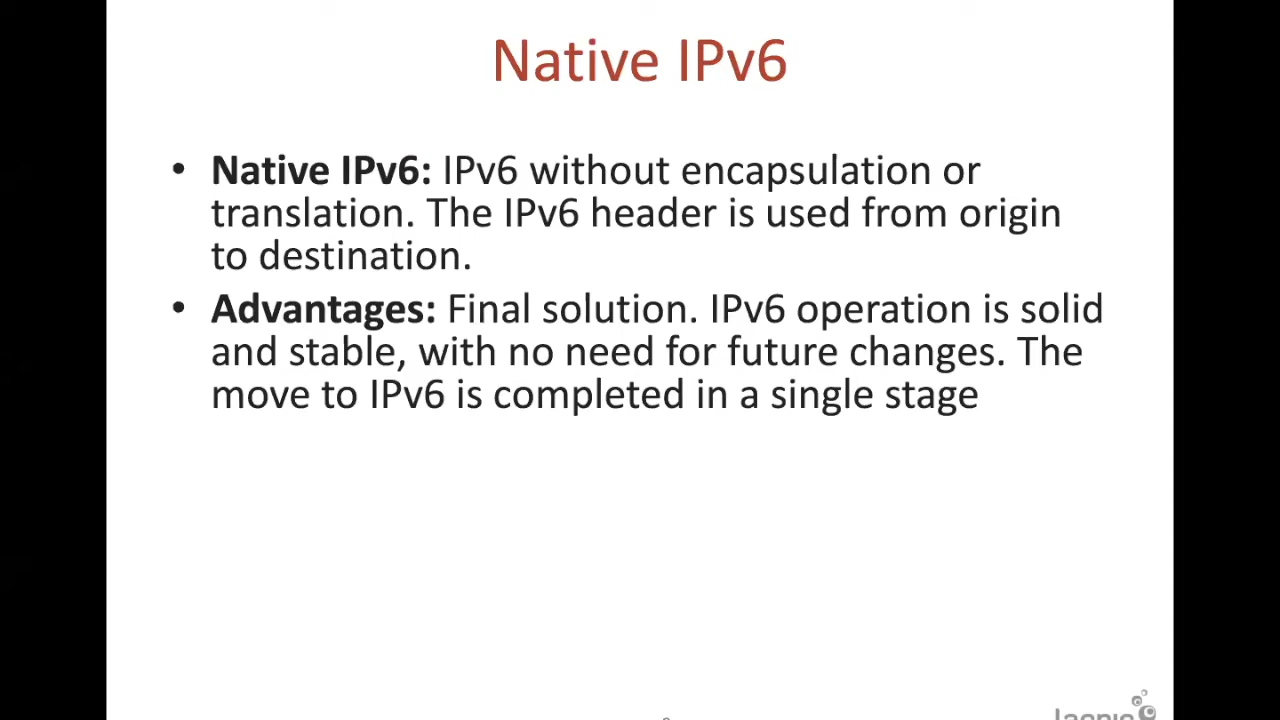 Native IPv6
• Native IPv6: IPv6 without encapsulation or
translation. The IPv6 header is used from origin
to destination.
• Advantages: Final solution. IPv6 operation is solid
and stable, with no need for future changes. The
move to IPv6 is completed in a single stage